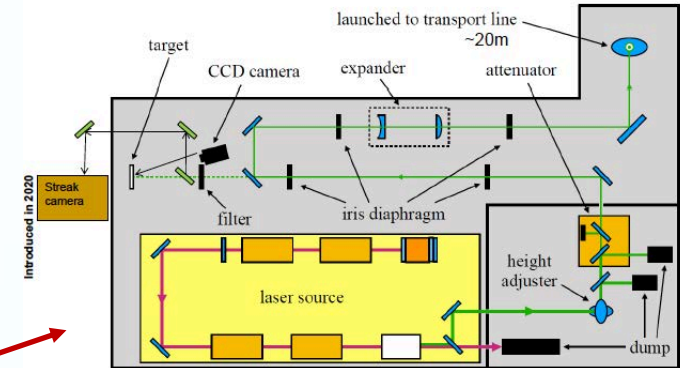 launched to transport line
~20m
target
CCD camera
expander
attenuator
Streak
camera
Introduced in 2020
filter
iris diaphragm
laser source
height
adjuster
dump